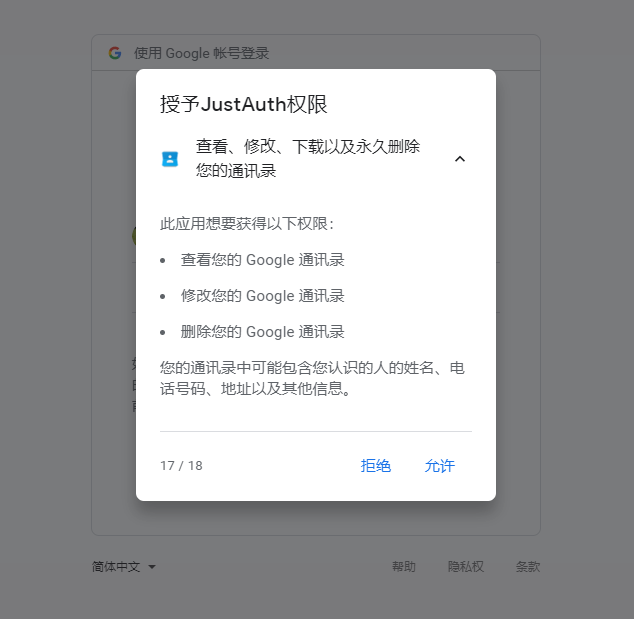 使用 Google 帐号登录
授予JustAuth权限
查看、修改、下载以及永久删除
您的通讯录
此应用想要获得以下权限：
查看您的 Google 通讯录
修改您的 Google 通讯录
删除您的 Google 通讯录
您的通讯录中可能包含您认识的人的姓名、电
话号码、地址以及其他信息。
17 / 18
拒绝
允许
简体中文
帮助
隐私权
条款